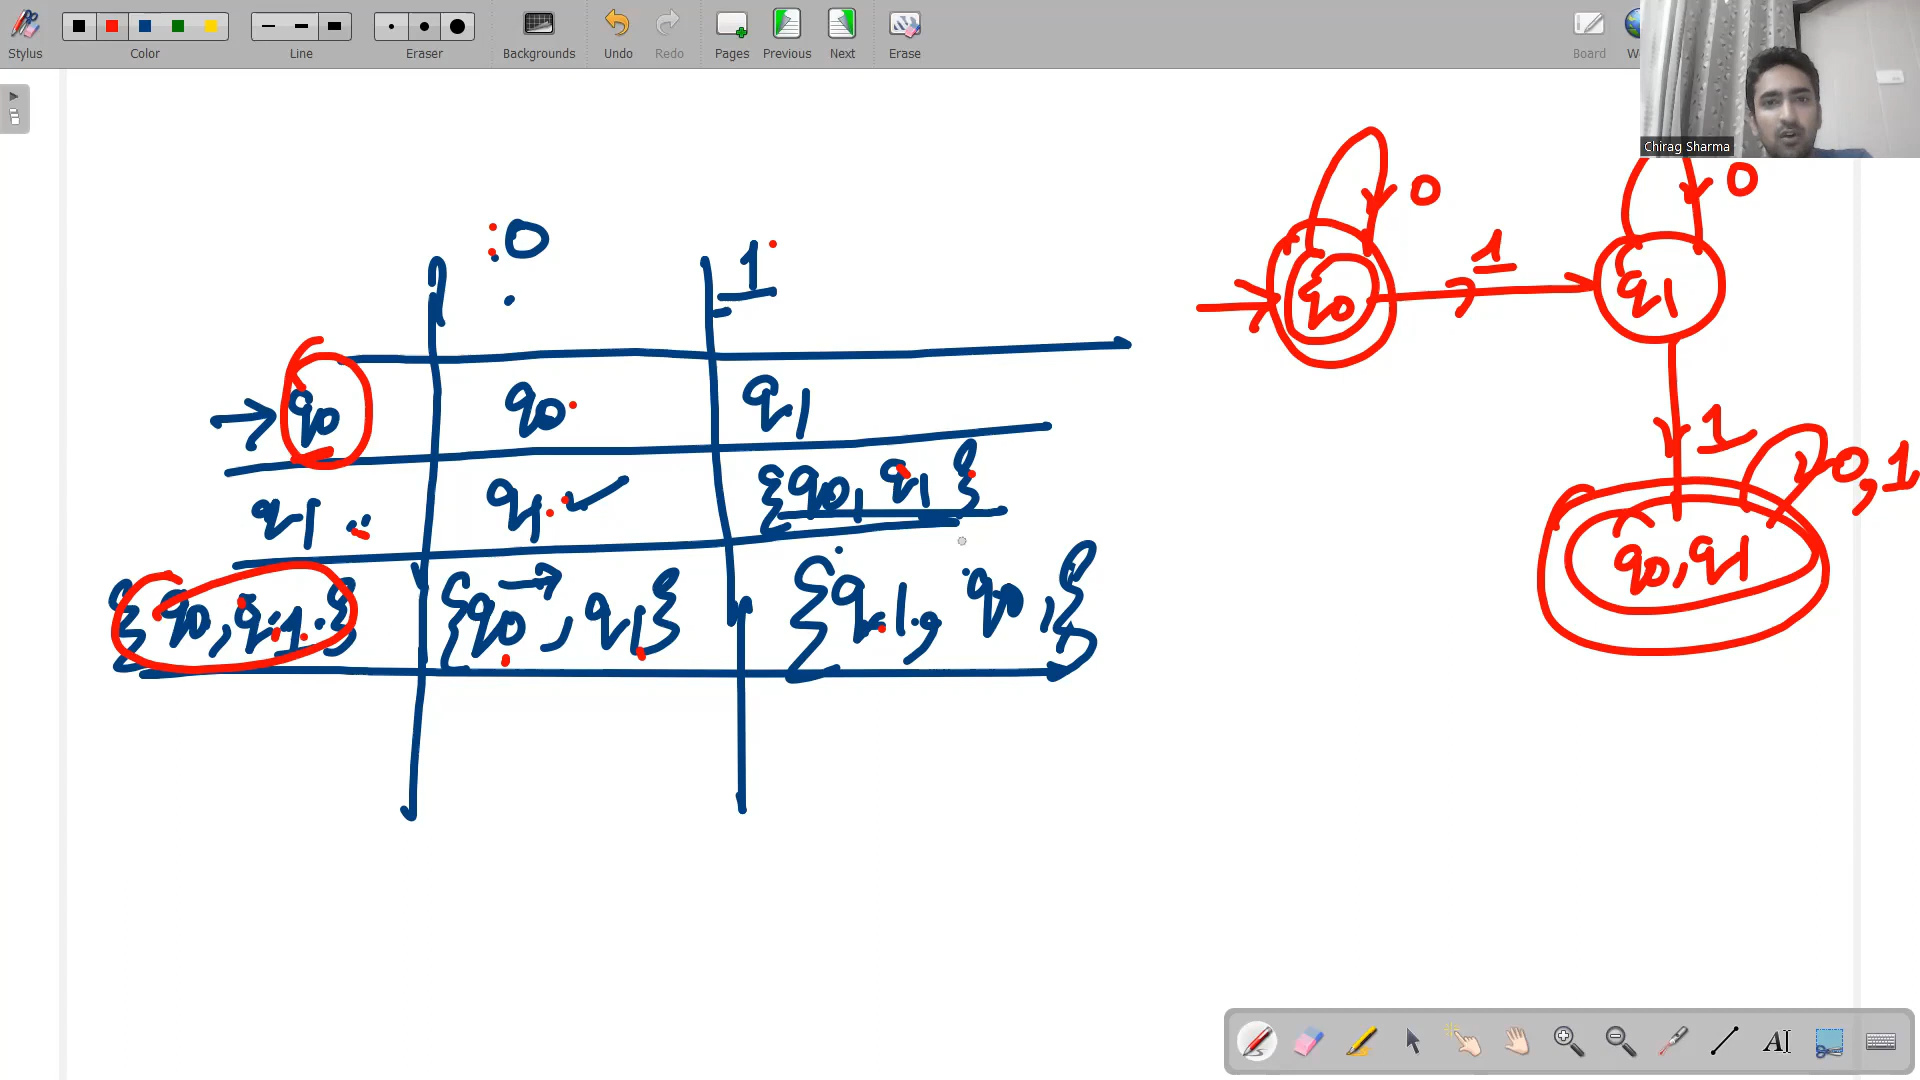 Stylus Color Line Eraser Backgrounds Undo Redo Pages Previous Next Erase Board
Chirag Sharma
0 1
q0 q0 q1
q1 q1 {q0, q1}
{q0, q1} {q0, q1} {q1, q0, }
0 0
q0 1 q1
1 0,1
q0, q1